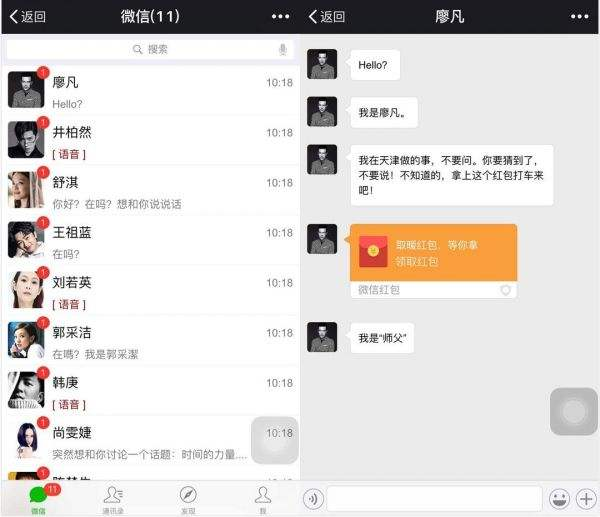 返回
微信(11)
搜索
1
廖凡
10:18
Hello?
1
井柏然
10:18
[ 语音 ]
1
舒淇
10:18
你好？在吗？想和你说说话
1
王祖蓝
10:18
在吗?
1
刘若英
10:18
[ 语音 ]
1
郭采洁
10:18
在嗎？我是郭采潔
1
韩庚
10:18
[ 语音 ]
1
尚雯婕
10:18
突然想和你讨论一个话题：时间的力量....
1
11
微信
通讯录
发现
我
返回
廖凡
Hello?
我是廖凡。
我在天津做的事，不要问。你要猜到了，
不要说！不知道的，拿上这个红包打车来
吧！
取暖红包，等你拿
领取红包
微信红包
我是“师父”